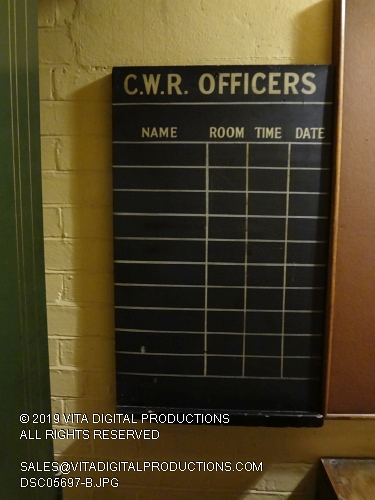 C.W.R. OFFICERS
NAME ROOM TIME DATE
© 2019 VITA DIGITAL PRODUCTIONS
ALL RIGHTS RESERVED
SALES@VITADIGITALPRODUCTIONS.COM
DSC05697-B.JPG